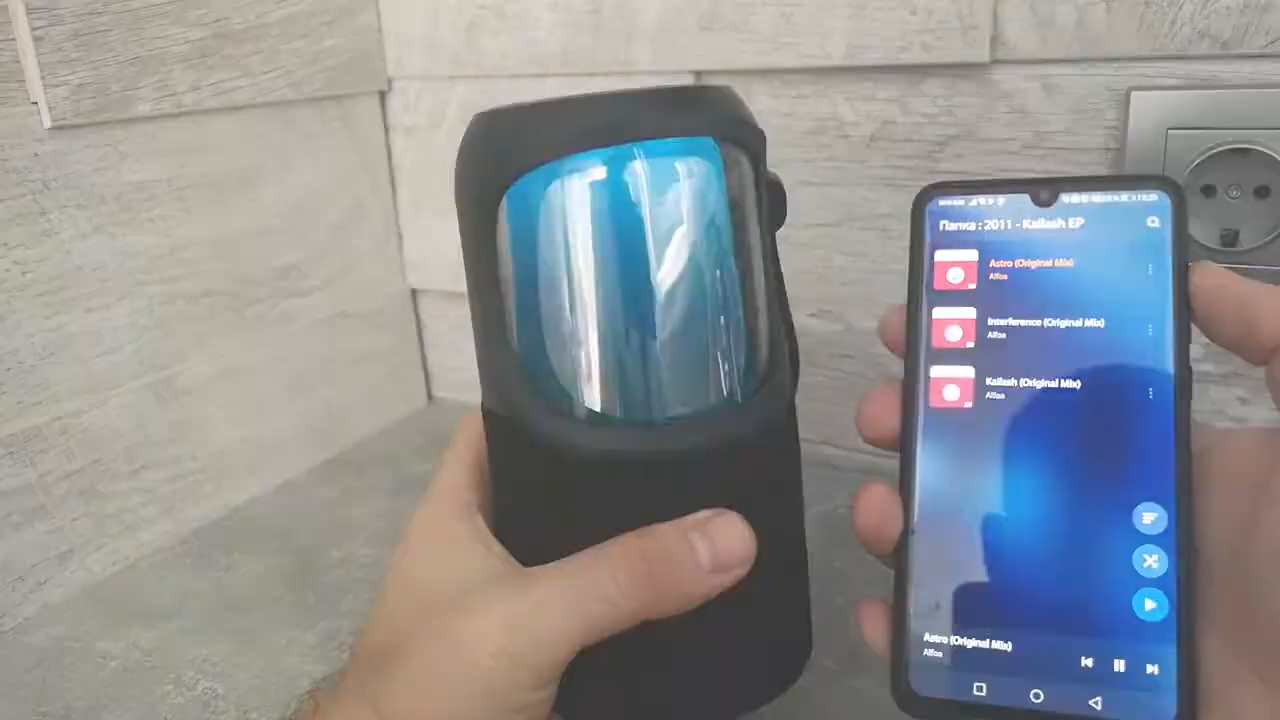 Папка : 2011 - Kailash EP
Astro (Original Mix)
Alfoa
Interference (Original Mix)
Alfoa
Kailash (Original Mix)
Alfoa
Astro (Original Mix)
Alfoa